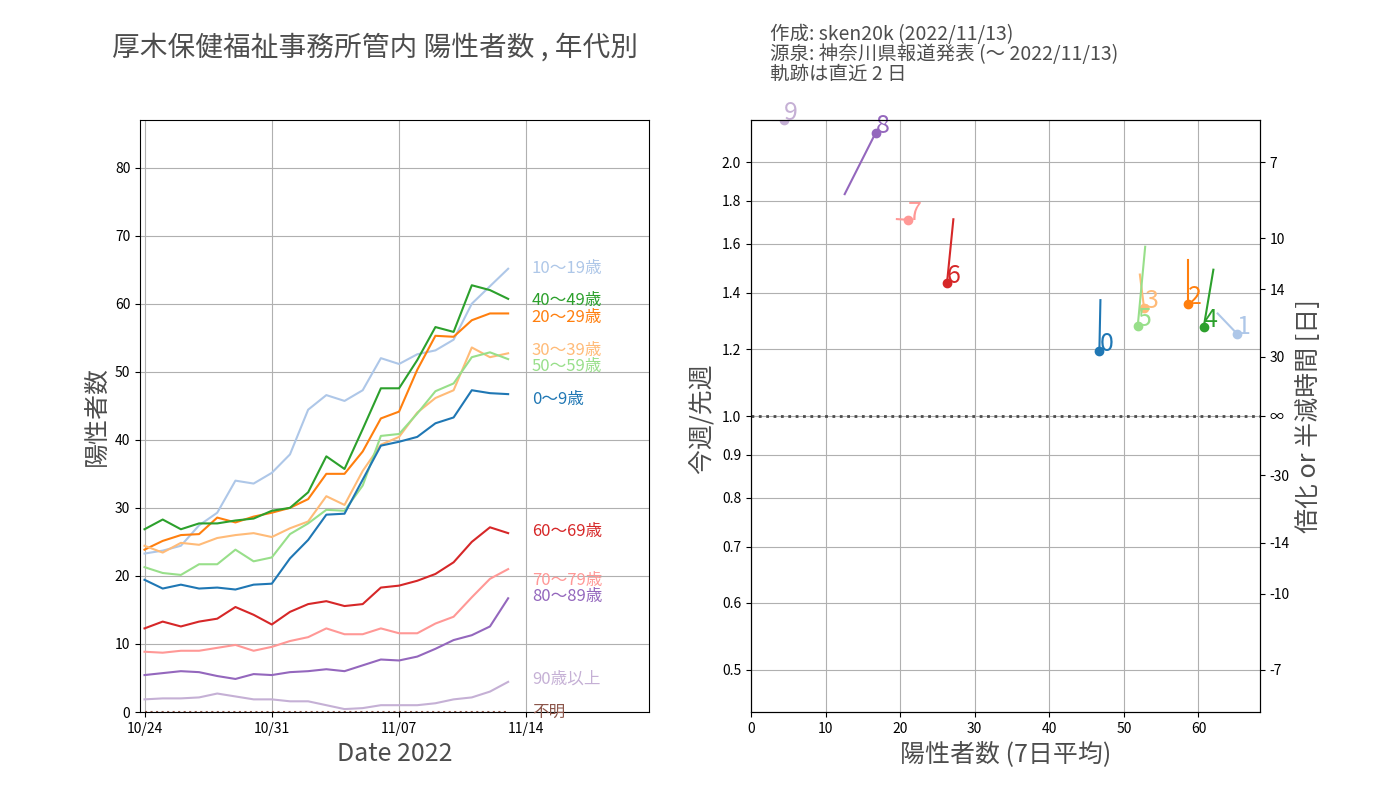 厚木保健福祉事務所管内 陽性者数 , 年代別
作成: sken20k (2022/11/13)
源泉: 神奈川県報道発表 (〜 2022/11/13)
軌跡は直近 2 日
陽性者数
80
70
60
50
40
30
20
10
0
10/24
10/31
11/07
11/14
Date 2022
10〜19歳
40〜49歳
20〜29歳
30〜39歳
50〜59歳
0〜9歳
60〜69歳
70〜79歳
80〜89歳
90歳以上
不明
今週/先週
2.0
1.8
1.6
1.4
1.2
1.0
0.9
0.8
0.7
0.6
0.5
9
8
7
6
0
5
3
2
4
1
0
10
20
30
40
50
60
陽性者数 (7日平均)
7
10
14
30
∞
-30
-14
-10
-7
倍化 or 半減時間 [日]